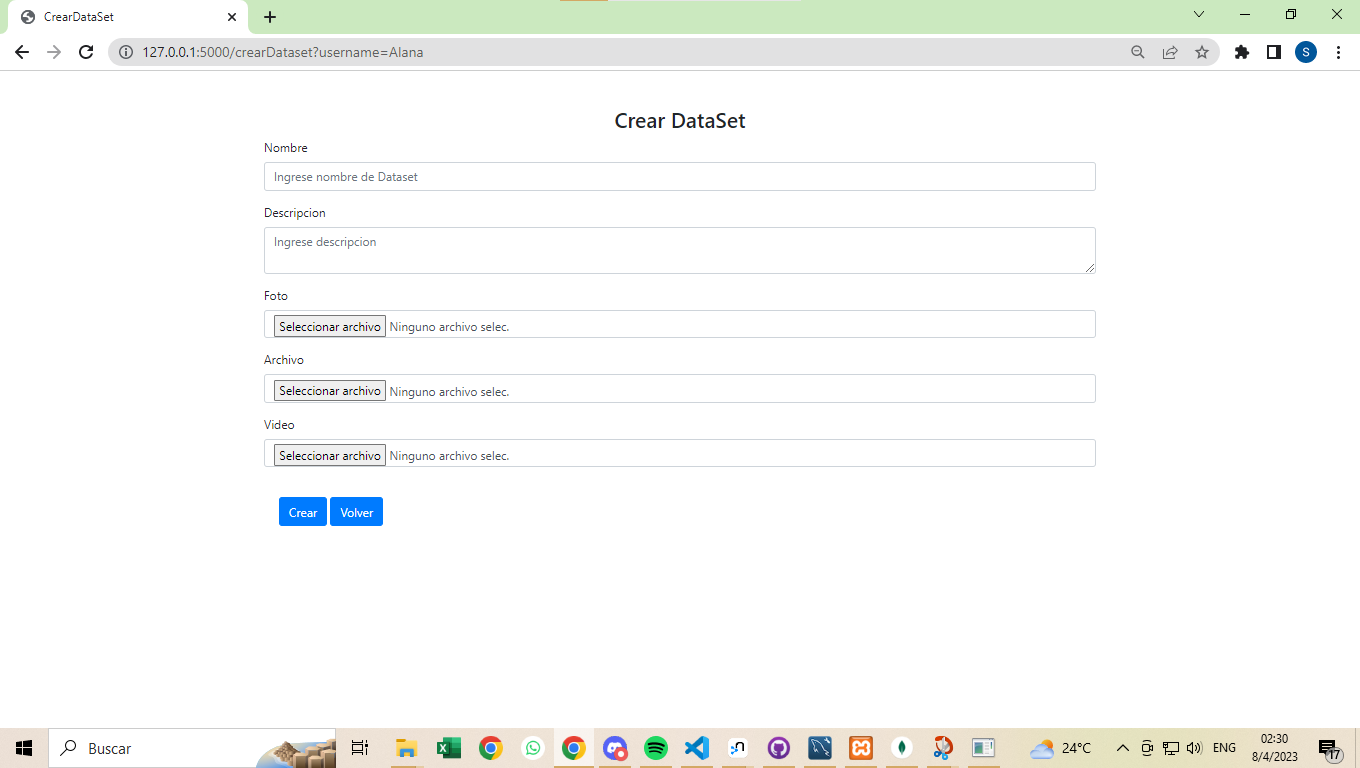 CrearDataSet
127.0.0.1:5000/crearDataset?username=Alana
S
Crear DataSet
Nombre
Ingrese nombre de Dataset
Descripcion
Ingrese descripcion
Foto
Seleccionar archivo Ninguno archivo selec.
Archivo
Seleccionar archivo Ninguno archivo selec.
Video
Seleccionar archivo Ninguno archivo selec.
Crear Volver
Buscar
24°C
ENG
02:30
8/4/2023
17